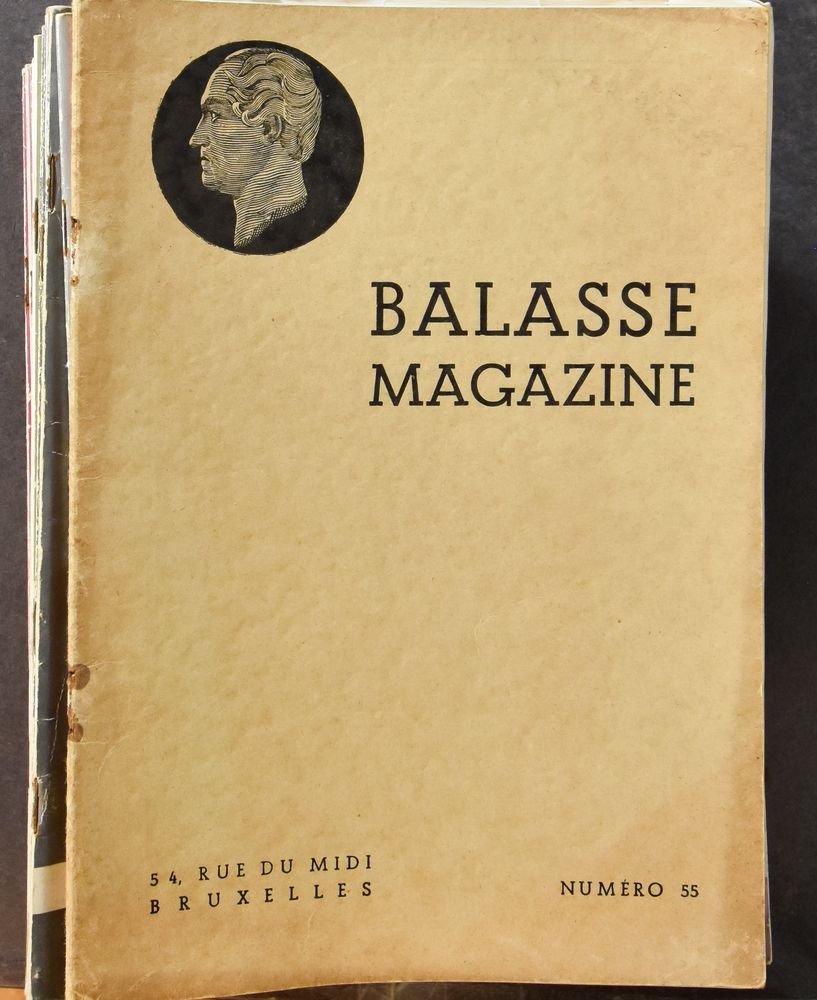 BALASSE
MAGAZINE
54, RUE DU MIDI
BRUXELLES
NUMÉRO 55